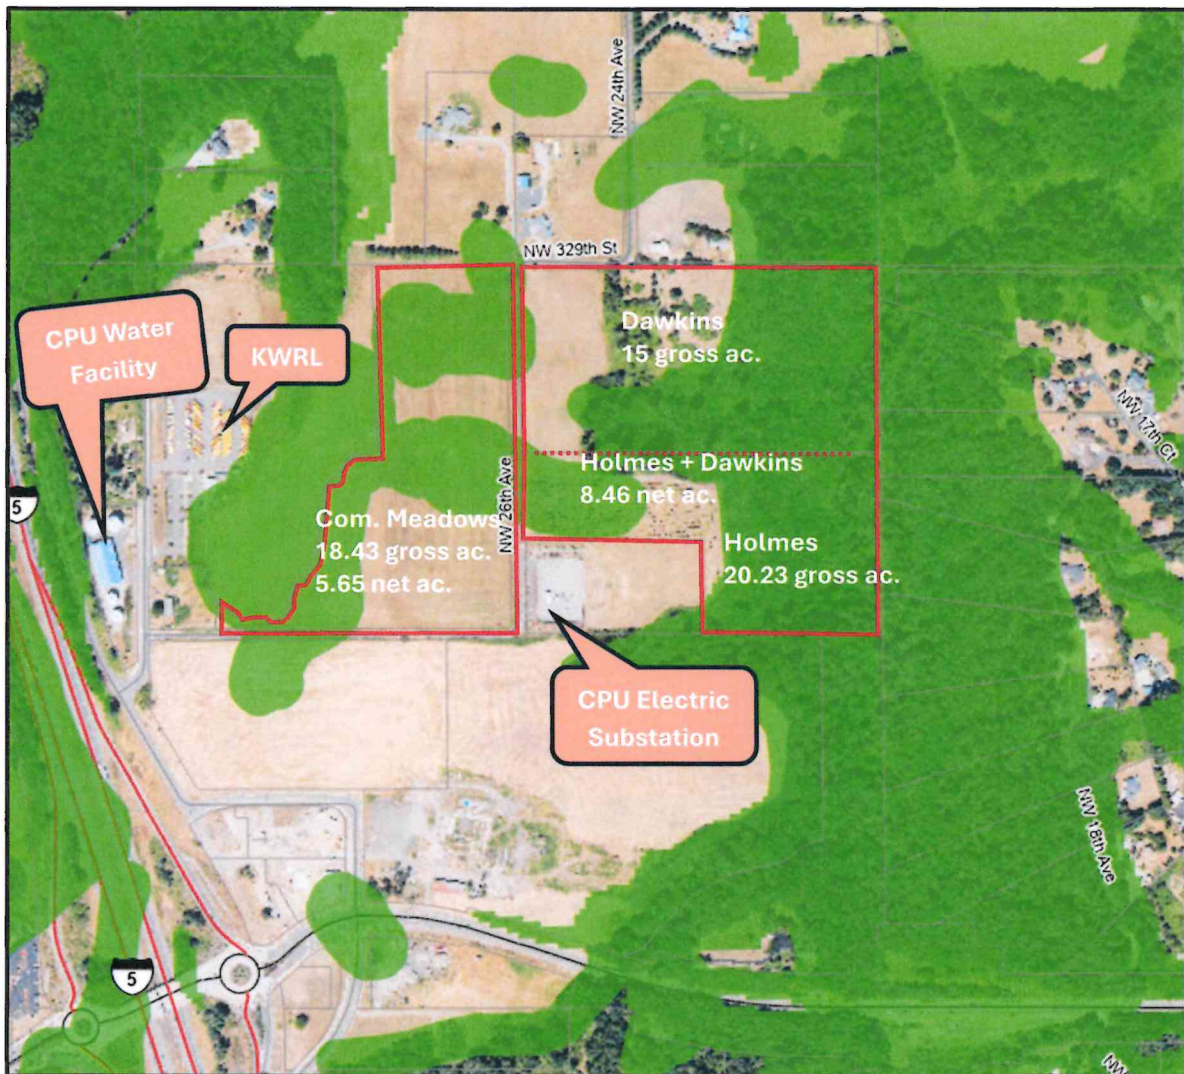 NW 24th Ave
NW 329th St
CPU Water
Facility
KWRL
Dawkins
15 gross ac.
NW 17th Ct
Holmes + Dawkins
8.46 net ac.
5
NW 26th Ave
Com. Meadows
18.43 gross ac.
5.65 net ac.
Holmes
20.23 gross ac.
CPU Electric
Substation
NW 18th Ave
5
NW